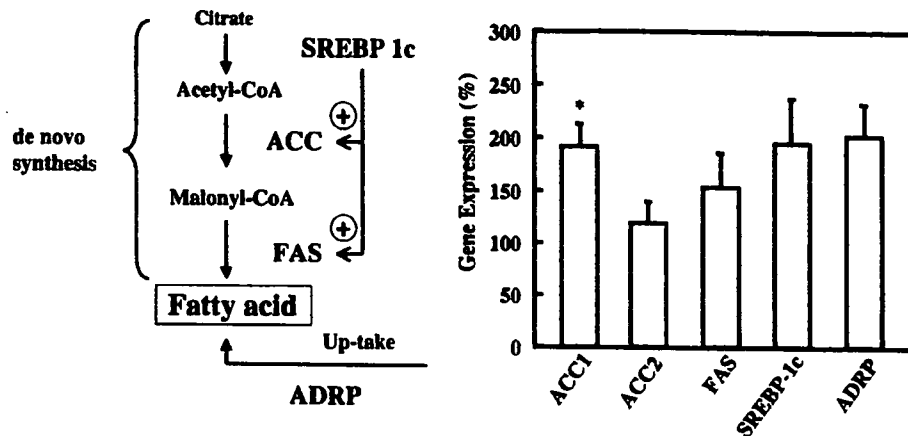 Citrate
SREBP 1c
Acetyl-CoA
+
ACC
de novo
synthesis
Malonyl-CoA
+
FAS
Fatty acid
Up-take
ADRP
Gene Expression (%)
300
250
200
150
100
50
0
*
ACC1
ACC2
FAS
SREBP-1c
ADRP